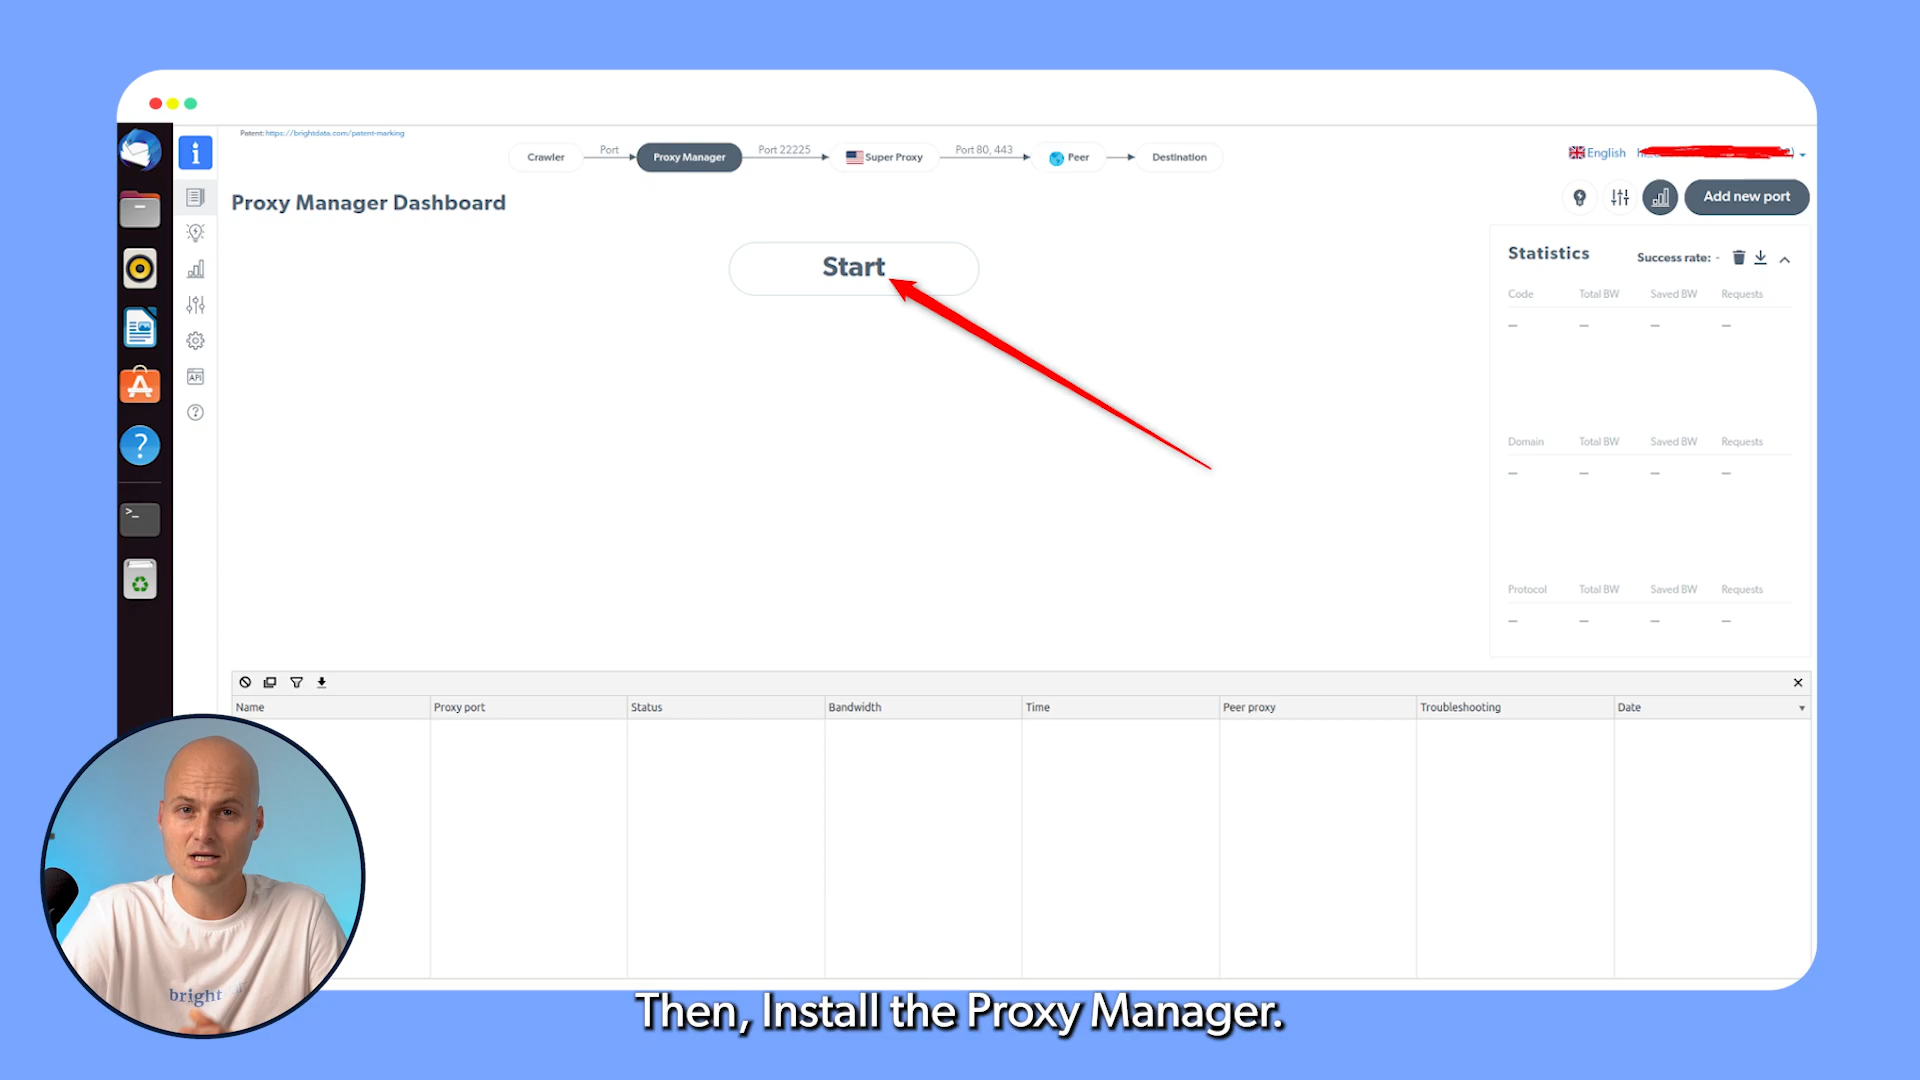 Patent: https://brightdata.com/patent-marking
Crawler
Port
Proxy Manager
Port 22225
Super Proxy
Port 80, 443
Peer
Destination
English
Proxy Manager Dashboard
Add new port
Start
Statistics
Success rate: -
Code Total BW Saved BW Requests
– – – –
Domain Total BW Saved BW Requests
– – – –
Protocol Total BW Saved BW Requests
– – – –
API
Name Proxy port Status Bandwidth Time Peer proxy Troubleshooting Date
bright
Then, Install the Proxy Manager.